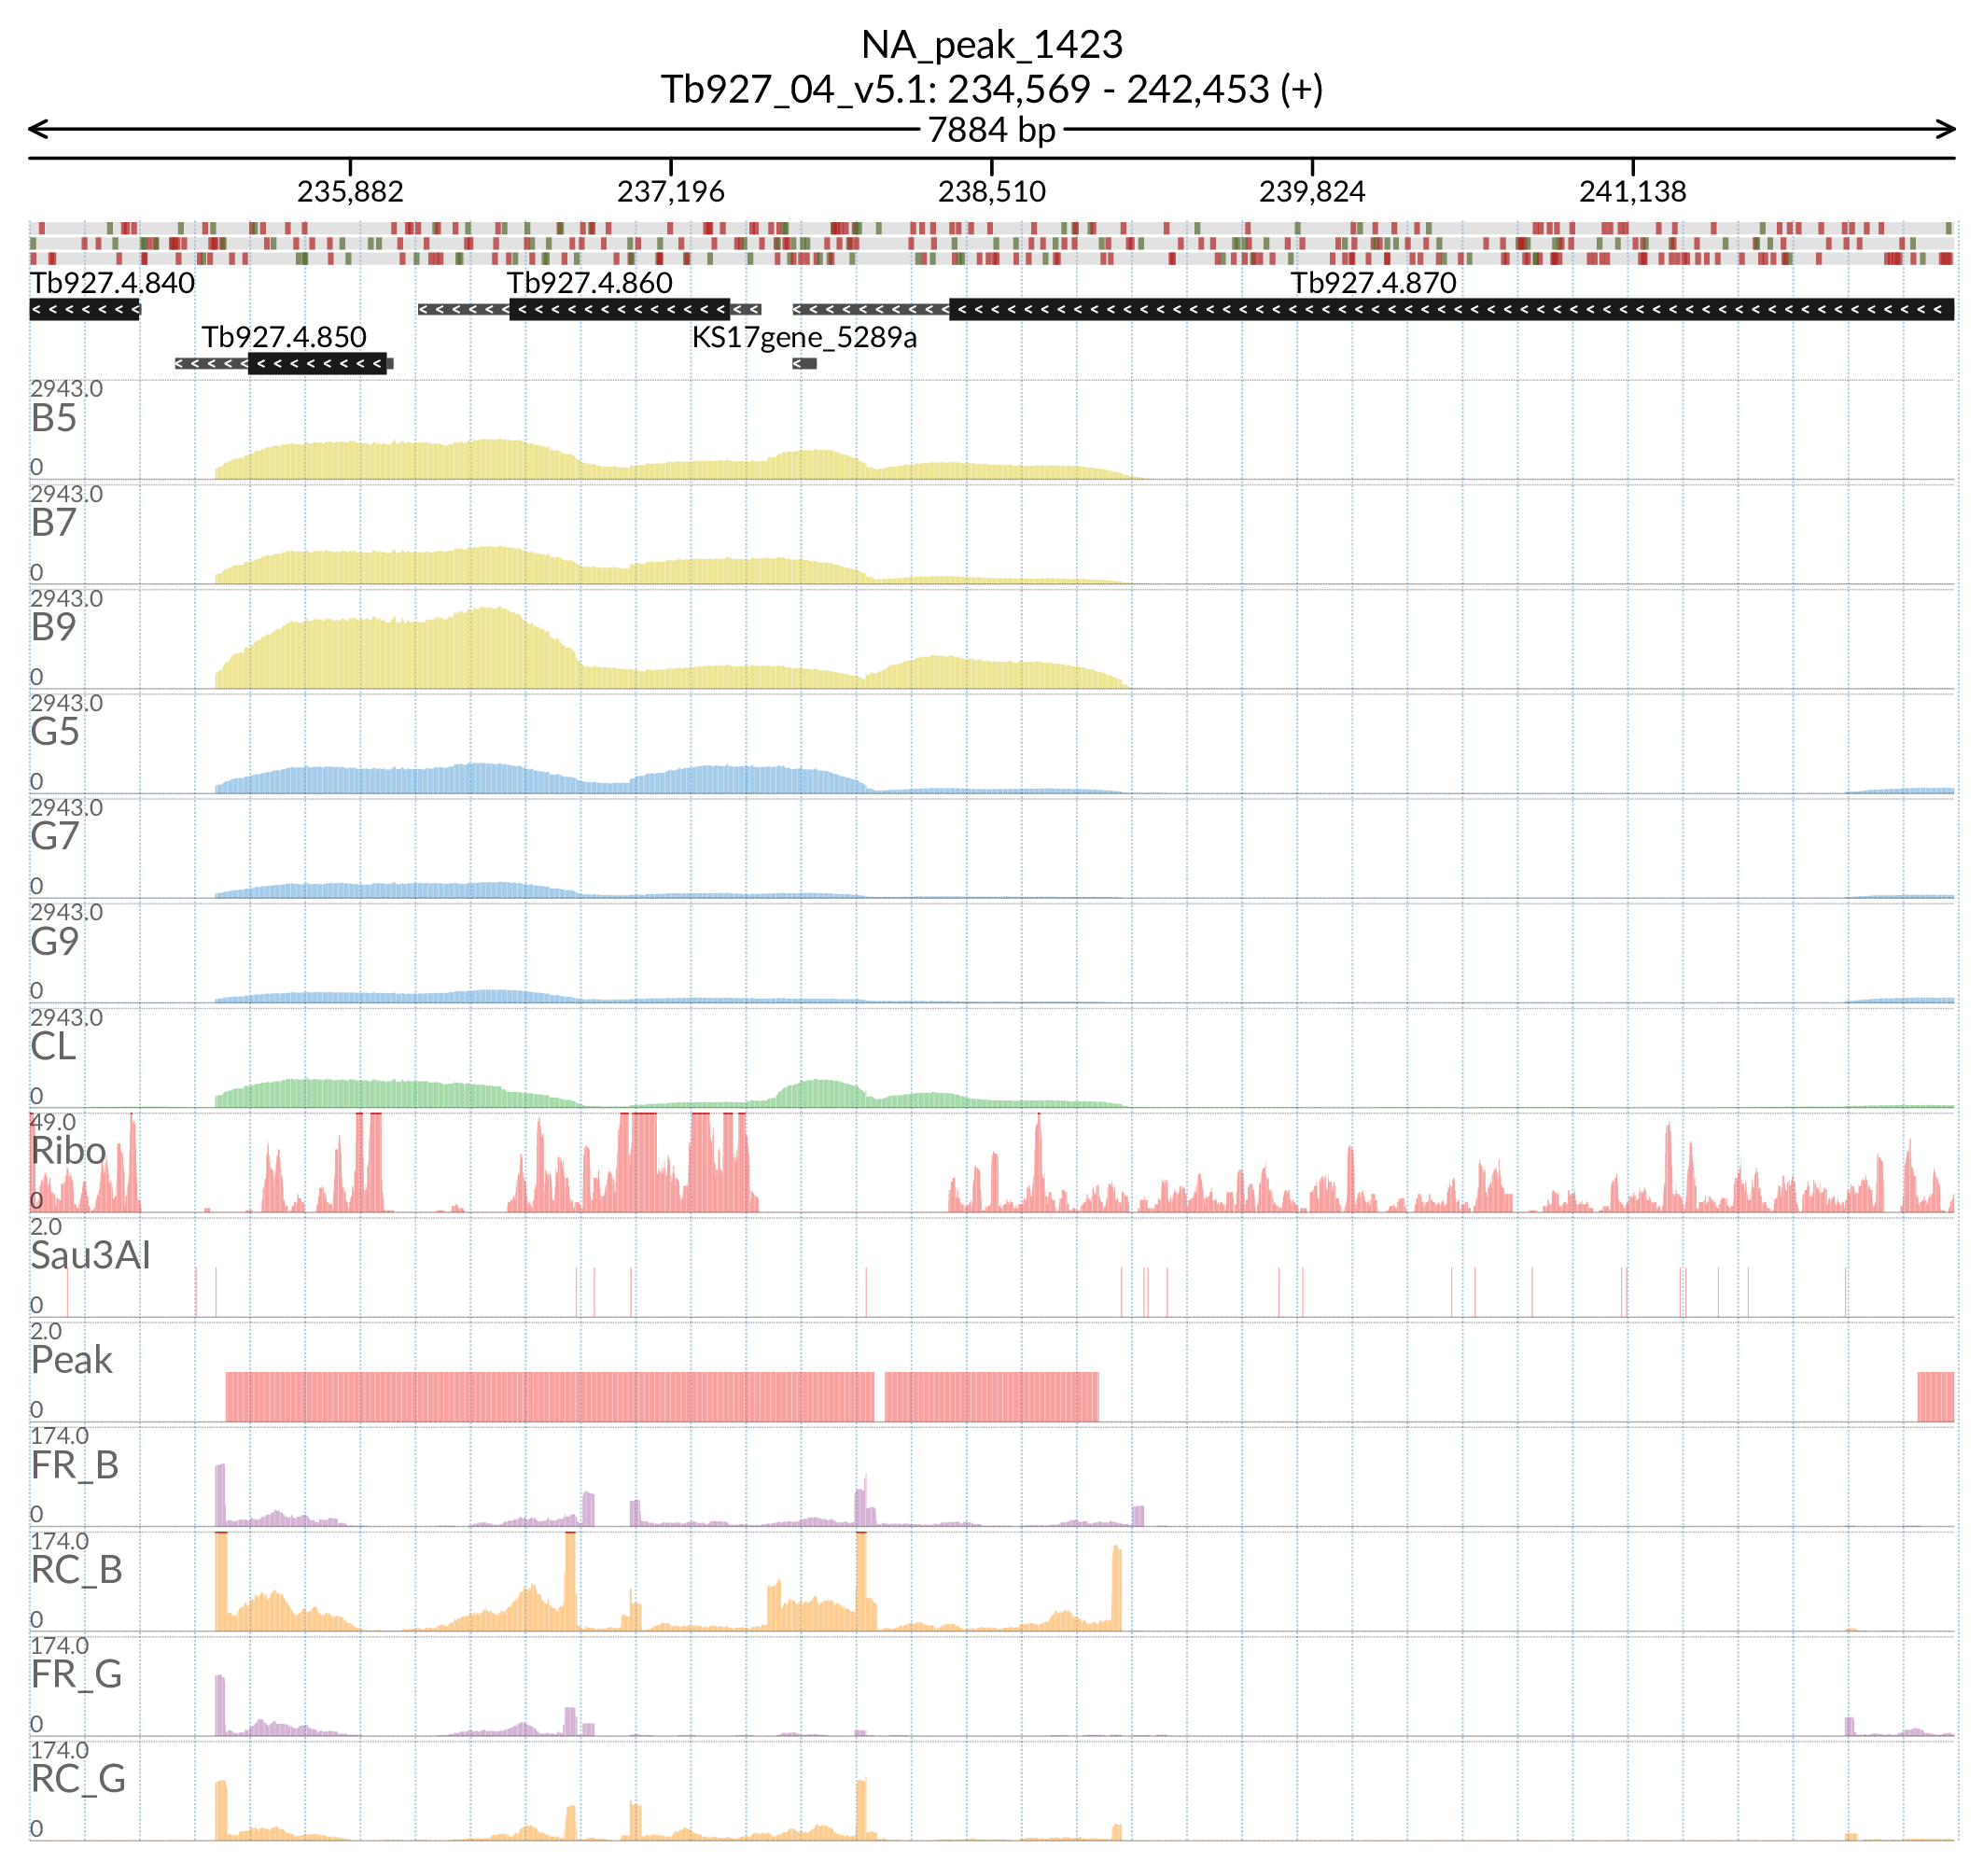 NA_peak_1423
Tb927_04_v5.1: 234,569 - 242,453 (+)
7884 bp
235,882 237,196 238,510 239,824 241,138
Tb927.4.840 Tb927.4.860 Tb927.4.870
Tb927.4.850 KS17gene_5289a
2943.0
B5
0
2943.0
B7
0
2943.0
B9
0
2943.0
G5
0
2943.0
G7
0
2943.0
G9
0
2943.0
CL
0
49.0
Ribo
0
2.0
Sau3AI
0
2.0
Peak
0
174.0
FR_B
0
174.0
RC_B
0
174.0
FR_G
0
174.0
RC_G
0